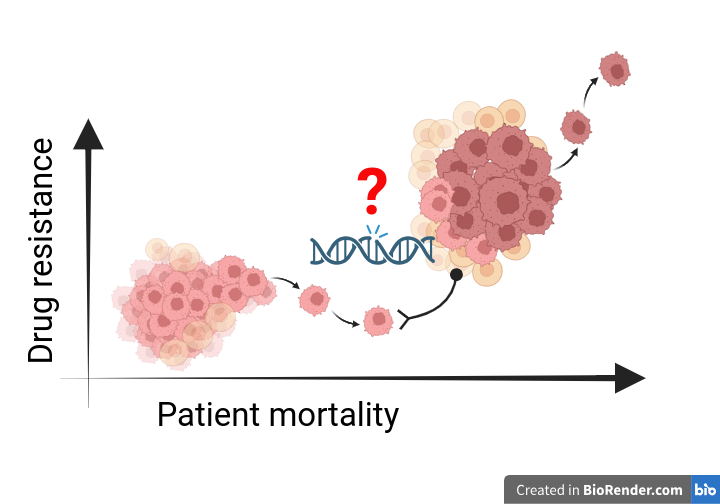 ?
Drug resistance
Patient mortality
Created in BioRender.com bio